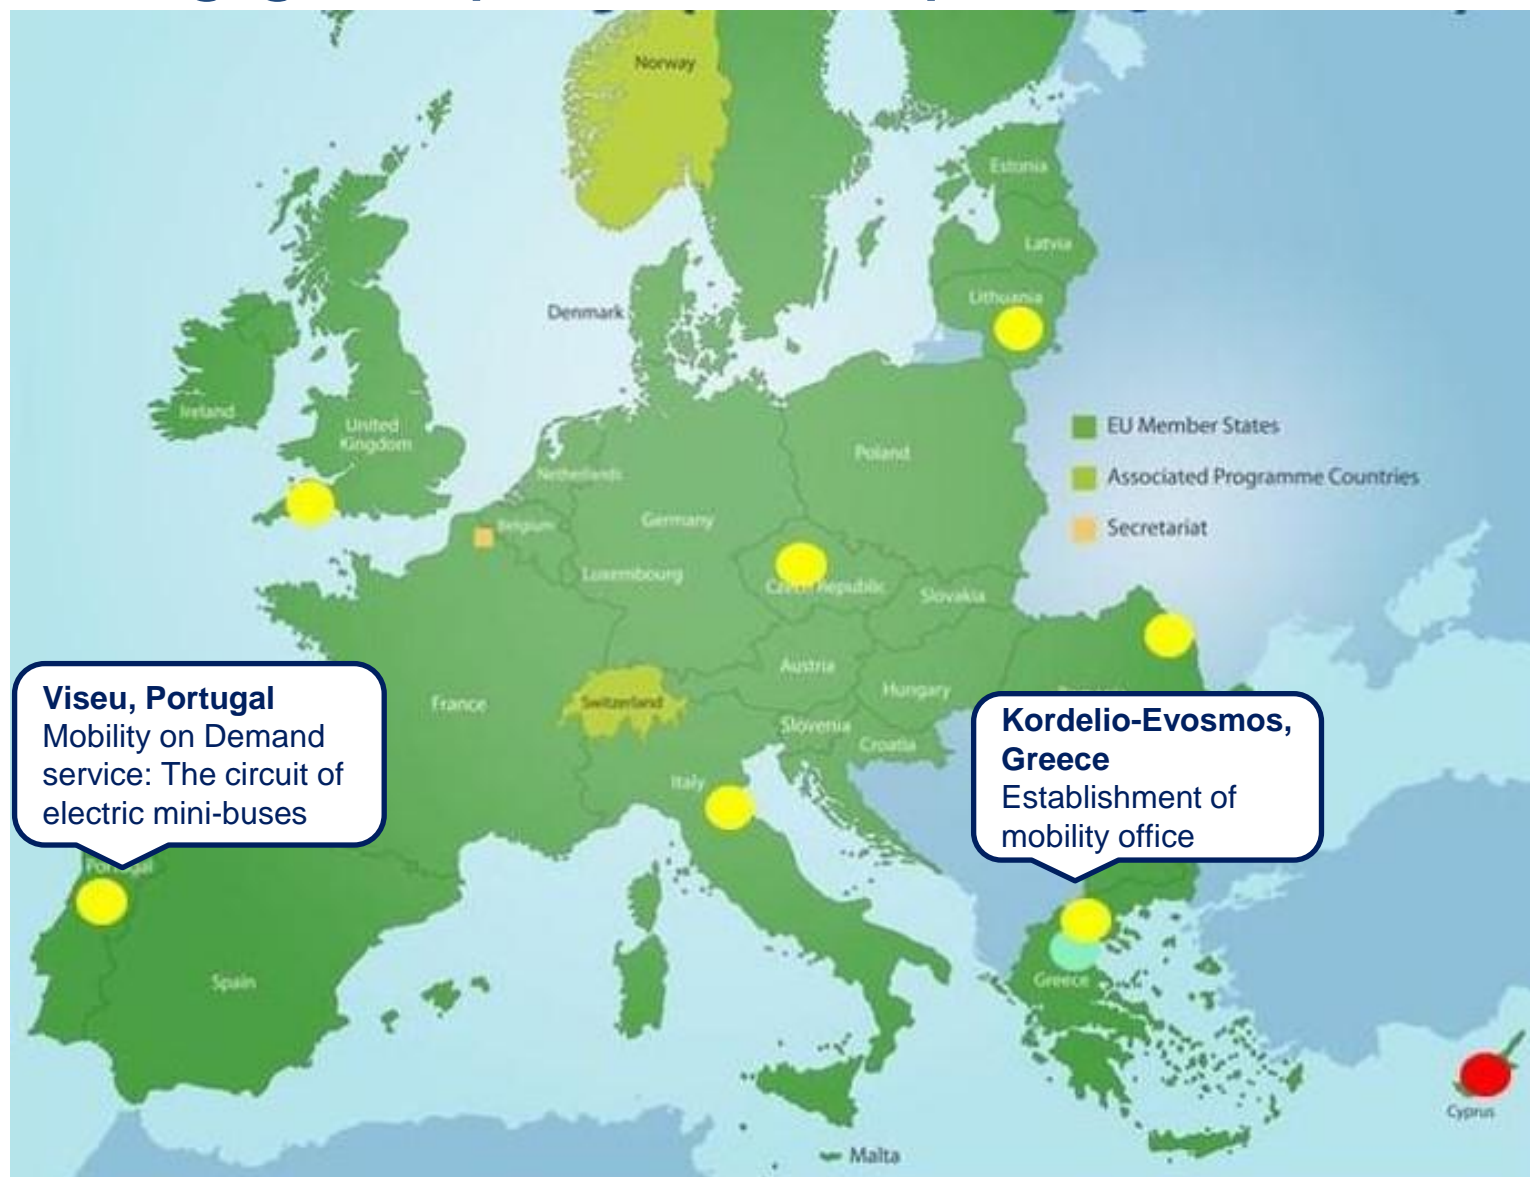 Norway
Estonia
Latvia
Lithuania
Denmark
Ireland
United
Kingdom
EU Member States
Poland
Netherlands
Associated Programme Countries
Germany
Belgium
Secretariat
Luxembourg
Czech Republic
Slovakia
Austria
Hungary
France
Switzerland
Slovenia
Croatia
Italy
Viseu, Portugal
Mobility on Demand
service: The circuit of
electric mini-buses
Kordelio-Evosmos,
Greece
Establishment of
mobility office
Portugal
Spain
Greece
Cyprus
Malta